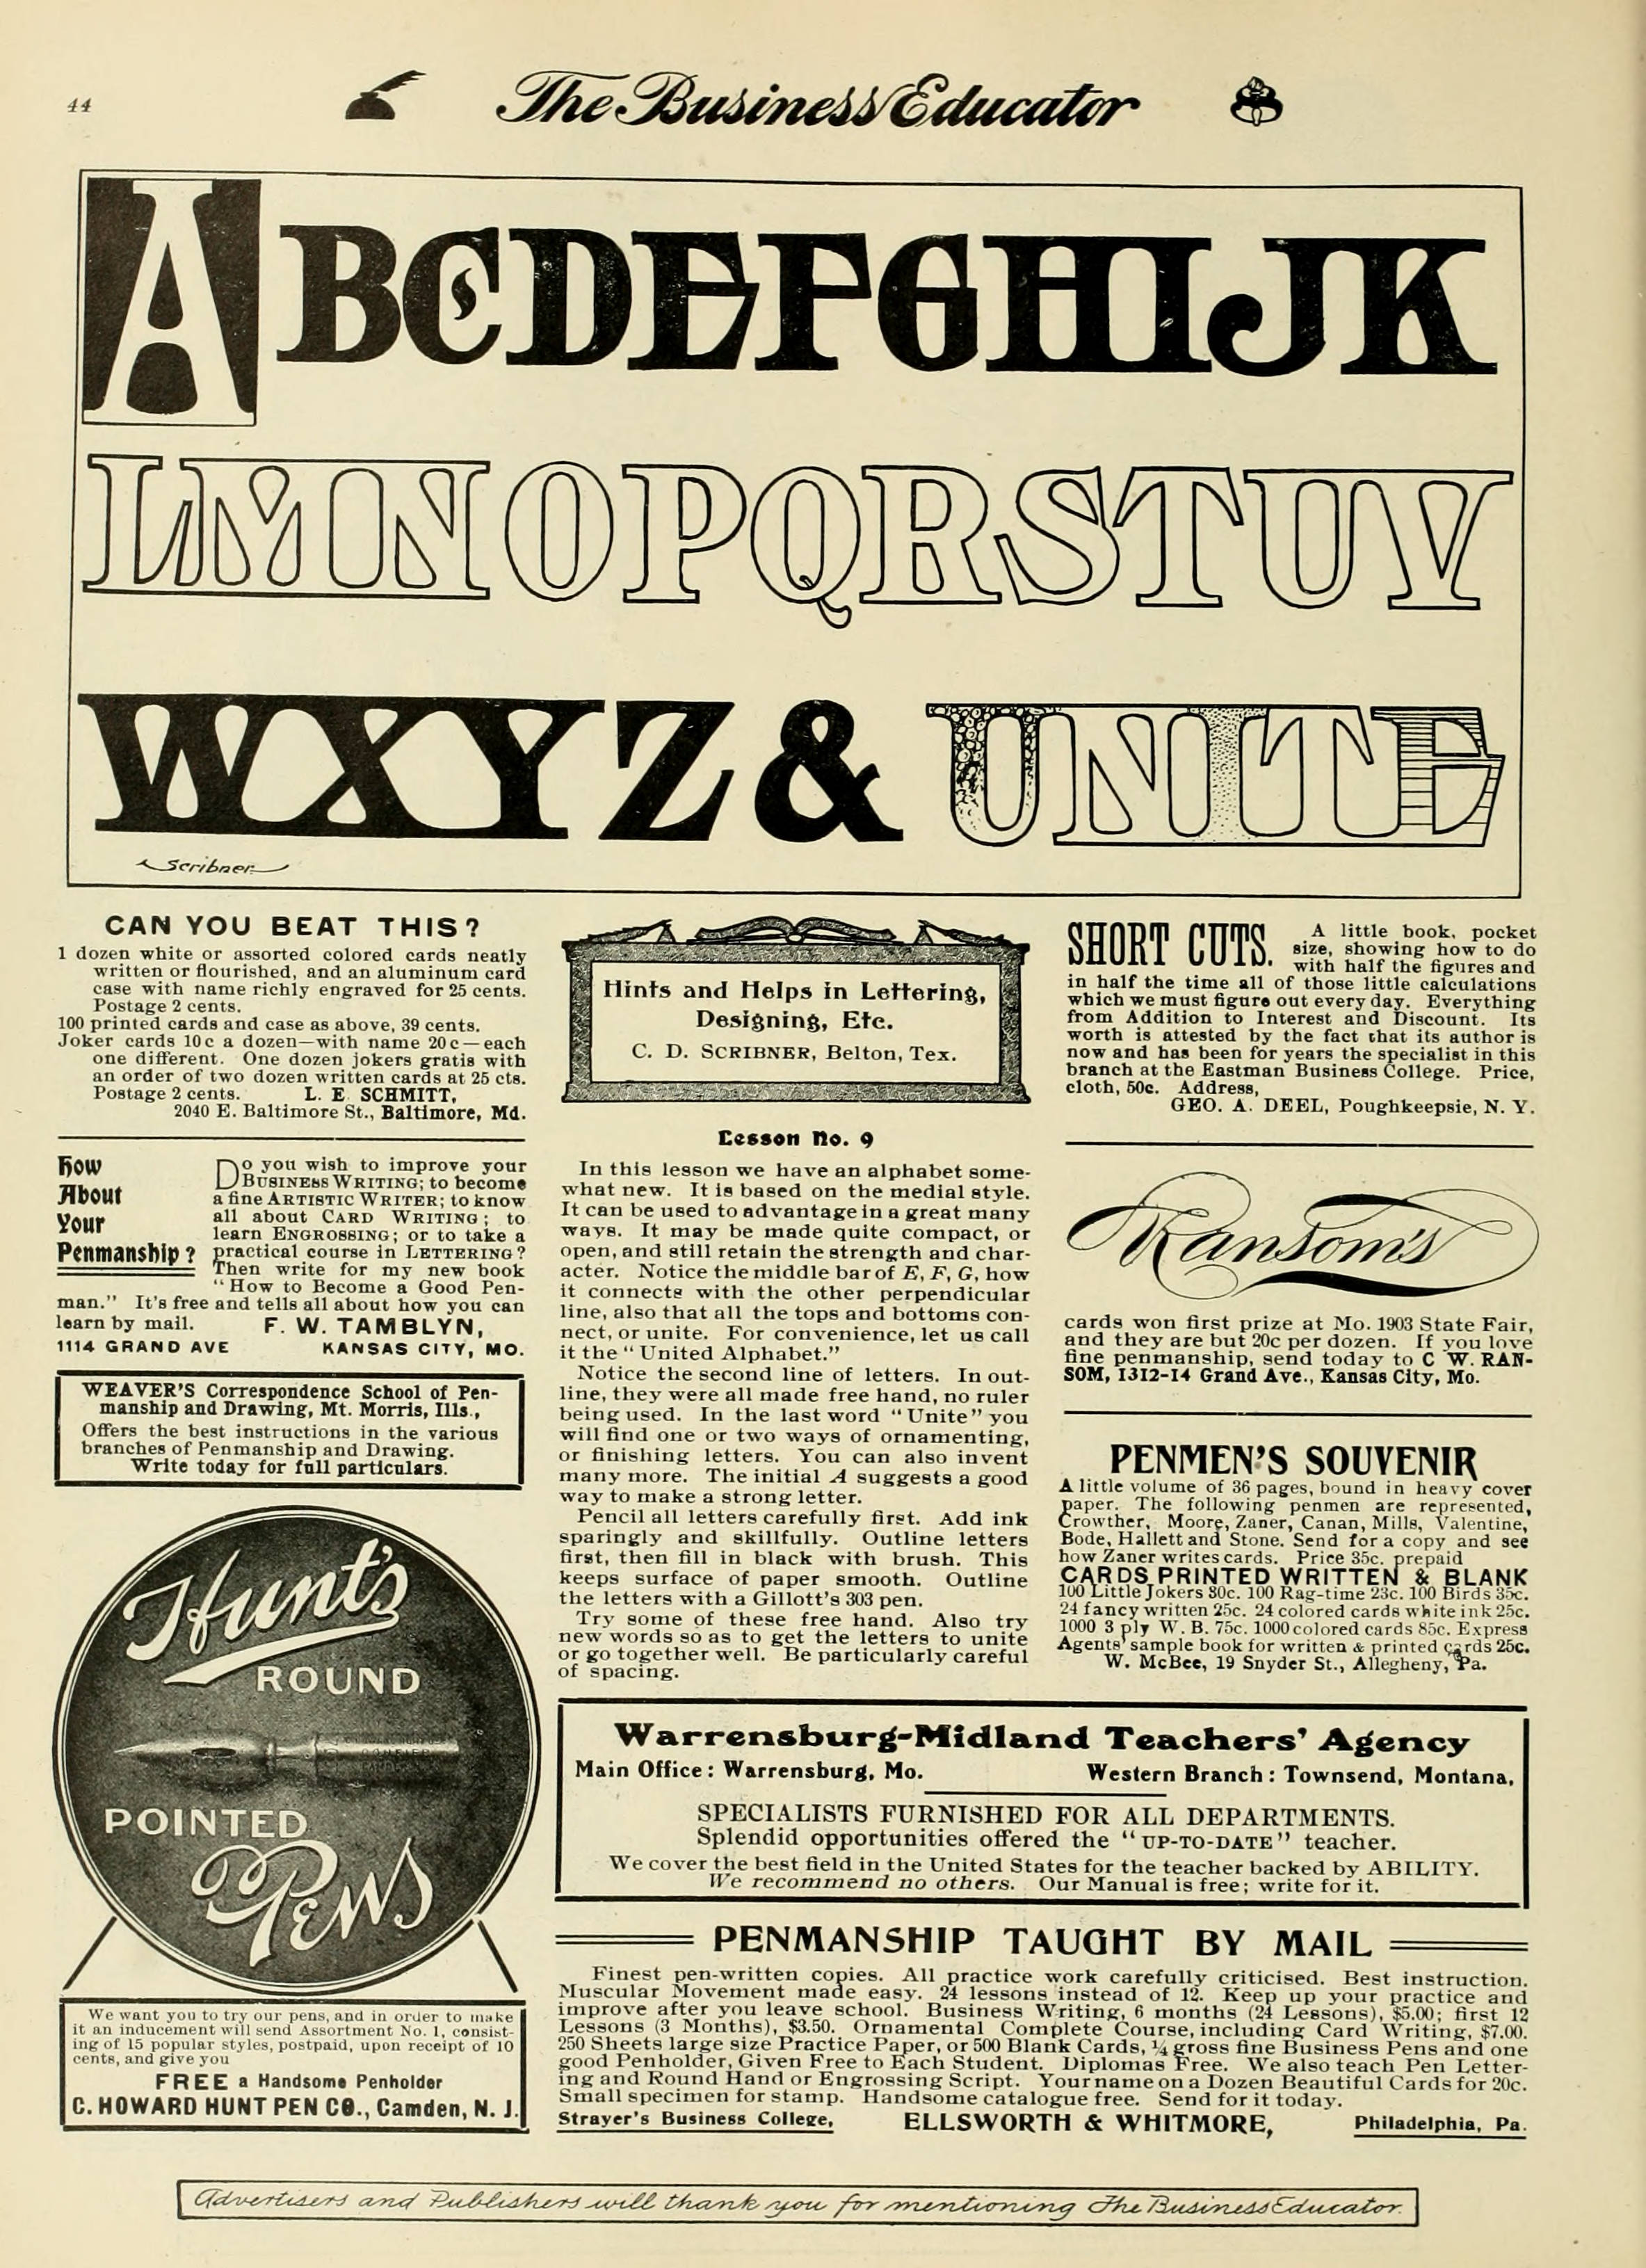 44
The Business Educator
ABCDEFGHIJK
LMNOPQRSTUV
WXYZ & UNITE
Scribner
CAN YOU BEAT THIS?
1 dozen white or assorted colored cards neatly
written or flourished, and an aluminum card
case with name richly engraved for 25 cents.
Postage 2 cents.
100 printed cards and case as above, 39 cents.
Joker cards 10c a dozen—with name 20c—each
one different. One dozen jokers gratis with
an order of two dozen written cards at 25 cts.
Postage 2 cents. L. E. SCHMITT,
2040 E. Baltimore St., Baltimore, Md.
How
About
Your
Penmanship?
Do you wish to improve your
BUSINESS WRITING; to become
a fine ARTISTIC WRITER; to know
all about CARD WRITING; to
learn ENGROSSING; or to take a
practical course in LETTERING?
Then write for my new book
"How to Become a Good Pen-
man." It's free and tells all about how you can
learn by mail. F. W. TAMBLYN,
1114 GRAND AVE KANSAS CITY, MO.
WEAVER'S Correspondence School of Pen-
manship and Drawing, Mt. Morris, Ills.,
Offers the best instructions in the various
branches of Penmanship and Drawing.
Write today for full particulars.
Hunt's
ROUND
POINTED
PENS
We want you to try our pens, and in order to make
it an inducement will send Assortment No. 1, consist-
ing of 15 popular styles, postpaid, upon receipt of 10
cents, and give you
FREE a Handsome Penholder
C. HOWARD HUNT PEN CO., Camden, N. J.
Hints and Helps in Lettering,
Designing, Etc.
C. D. SCRIBNER, Belton, Tex.
Lesson No. 9
In this lesson we have an alphabet some-
what new. It is based on the medial style.
It can be used to advantage in a great many
ways. It may be made quite compact, or
open, and still retain the strength and char-
acter. Notice the middle bar of E, F, G, how
it connects with the other perpendicular
line, also that all the tops and bottoms con-
nect, or unite. For convenience, let us call
it the "United Alphabet."
Notice the second line of letters. In out-
line, they were all made free hand, no ruler
being used. In the last word "Unite" you
will find one or two ways of ornamenting,
or finishing letters. You can also invent
many more. The initial A suggests a good
way to make a strong letter.
Pencil all letters carefully first. Add ink
sparingly and skillfully. Outline letters
first, then fill in black with brush. This
keeps surface of paper smooth. Outline
the letters with a Gillott's 303 pen.
Try some of these free hand. Also try
new words so as to get the letters to unite
or go together well. Be particularly careful
of spacing.
SHORT CUTS. A little book, pocket
size, showing how to do
with half the figures and
in half the time all of those little calculations
which we must figure out every day. Everything
from Addition to Interest and Discount. Its
worth is attested by the fact that its author is
now and has been for years the specialist in this
branch at the Eastman Business College. Price,
cloth, 50c. Address,
GEO. A. DEEL, Poughkeepsie, N. Y.
Ransom's
cards won first prize at Mo. 1903 State Fair,
and they are but 20c per dozen. If you love
fine penmanship, send today to C W. RAN-
SOM, 1312-14 Grand Ave., Kansas City, Mo.
PENMEN'S SOUVENIR
A little volume of 36 pages, bound in heavy cover
paper. The following penmen are represented,
Crowther, Moore, Zaner, Canan, Mills, Valentine,
Bode, Hallett and Stone. Send for a copy and see
how Zaner writes cards. Price 35c. prepaid
CARDS PRINTED WRITTEN & BLANK
100 Little Jokers 30c. 100 Rag-time 23c. 100 Birds 35c.
24 fancy written 25c. 24 colored cards white ink 25c.
1000 3 ply W. B. 75c. 1000 colored cards 85c. Express
Agents' sample book for written & printed cards 25c.
W. McBEE, 19 Snyder St., Allegheny, Pa.
Warrensburg-Midland Teachers' Agency
Main Office: Warrensburg, Mo. Western Branch: Townsend, Montana,
SPECIALISTS FURNISHED FOR ALL DEPARTMENTS.
Splendid opportunities offered the "UP-TO-DATE" teacher.
We cover the best field in the United States for the teacher backed by ABILITY.
We recommend no others. Our Manual is free; write for it.
PENMANSHIP TAUGHT BY MAIL
Finest pen-written copies. All practice work carefully criticised. Best instruction.
Muscular Movement made easy. 24 lessons instead of 12. Keep up your practice and
improve after you leave school. Business Writing, 6 months (24 Lessons), $5.00; first 12
Lessons (3 Months), $3.50. Ornamental Complete Course, including Card Writing, $7.00.
250 Sheets large size Practice Paper, or 500 Blank Cards, ¼ gross fine Business Pens and one
good Penholder, Given Free to Each Student. Diplomas Free. We also teach Pen Letter-
ing and Round Hand or Engrossing Script. Your name on a Dozen Beautiful Cards for 20c.
Small specimen for stamp. Handsome catalogue free. Send for it today.
Strayer's Business College, ELLSWORTH & WHITMORE, Philadelphia, Pa.
Advertisers and Publishers will thank you for mentioning The Business Educator.